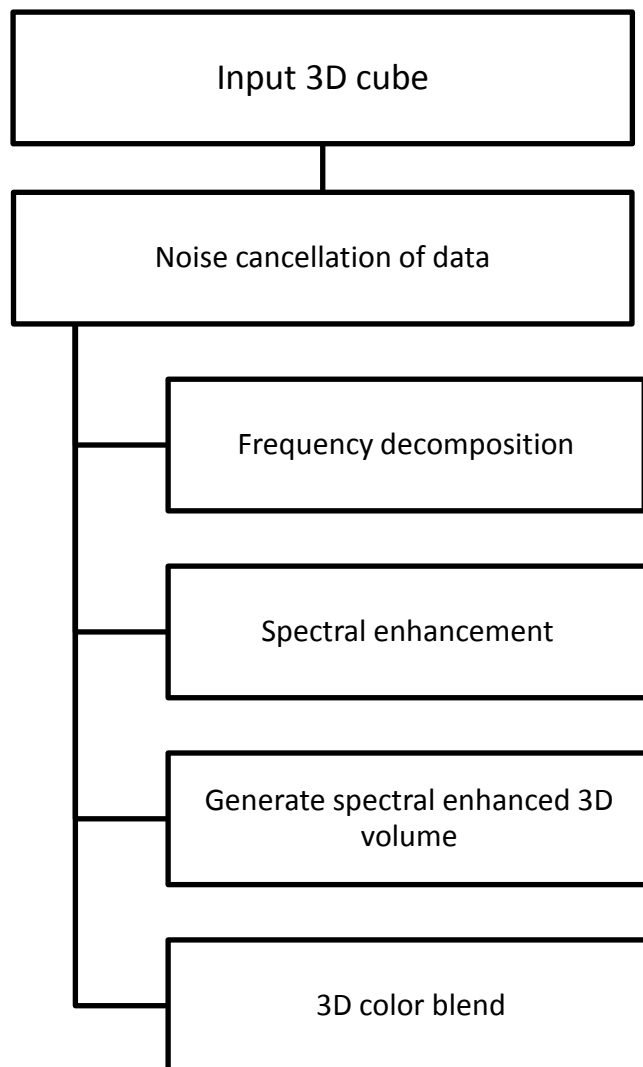 Input 3D cube
Noise cancellation of data
Frequency decomposition
Spectral enhancement
Generate spectral enhanced 3D
volume
3D color blend